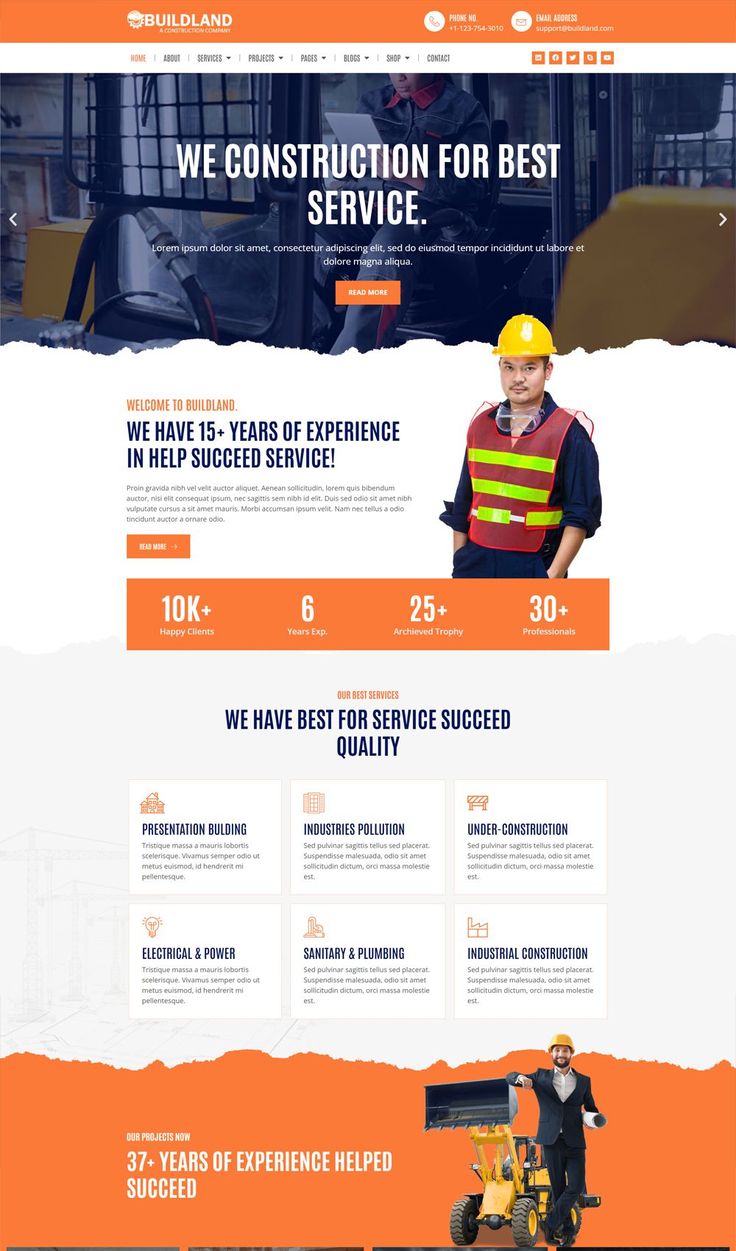 BUILDLAND
A CONSTRUCTION COMPANY
PHONE NO.
+1-123-754-3010
EMAIL ADDRESS
support@buildland.com
HOME ABOUT SERVICES PROJECTS PAGES BLOGS SHOP CONTACT
WE CONSTRUCTION FOR BEST
SERVICE.
Lorem ipsum dolor sit amet, consectetur adipiscing elit, sed do eiusmod tempor incididunt ut labore et
dolore magna aliqua.
READ MORE
WELCOME TO BUILDLAND.
WE HAVE 15+ YEARS OF EXPERIENCE
IN HELP SUCCEED SERVICE!
Proin gravida nibh vel velit auctor aliquet. Aenean sollicitudin, lorem quis bibendum
auctor, nisi elit consequat ipsum, nec sagittis sem nibh id elit. Duis sed odio sit amet nibh
vulputate cursus a sit amet mauris. Morbi accumsan ipsum velit. Nam nec tellus a odio
tincidunt auctor a ornare odio.
READ MORE
10K+
Happy Clients
6
Years Exp.
25+
Archieved Trophy
30+
Professionals
OUR BEST SERVICES
WE HAVE BEST FOR SERVICE SUCCEED
QUALITY
PRESENTATION BULDING
Tristique massa a mauris lobortis
scelerisque. Vivamus semper odio ut
metus euismod, id hendrerit mi
pellentesque.
INDUSTRIES POLLUTION
Sed pulvinar sagittis tellus sed placerat.
Suspendisse malesuada, odio sit amet
sollicitudin dictum, orci massa molestie
est.
UNDER-CONSTRUCTION
Sed pulvinar sagittis tellus sed placerat.
Suspendisse malesuada, odio sit amet
sollicitudin dictum, orci massa molestie
est.
ELECTRICAL & POWER
Tristique massa a mauris lobortis
scelerisque. Vivamus semper odio ut
metus euismod, id hendrerit mi
pellentesque.
SANITARY & PLUMBING
Sed pulvinar sagittis tellus sed placerat.
Suspendisse malesuada, odio sit amet
sollicitudin dictum, orci massa molestie
est.
INDUSTRIAL CONSTRUCTION
Sed pulvinar sagittis tellus sed placerat.
Suspendisse malesuada, odio sit amet
sollicitudin dictum, orci massa molestie
est.
OUR PROJECTS NOW
37+ YEARS OF EXPERIENCE HELPED
SUCCEED